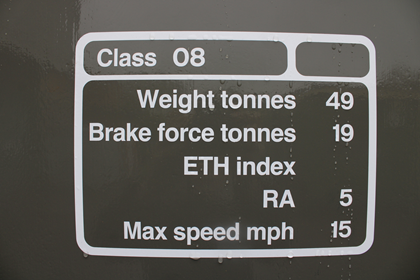 Class 08
Weight tonnes 49
Brake force tonnes 19
ETH index
RA 5
Max speed mph 15